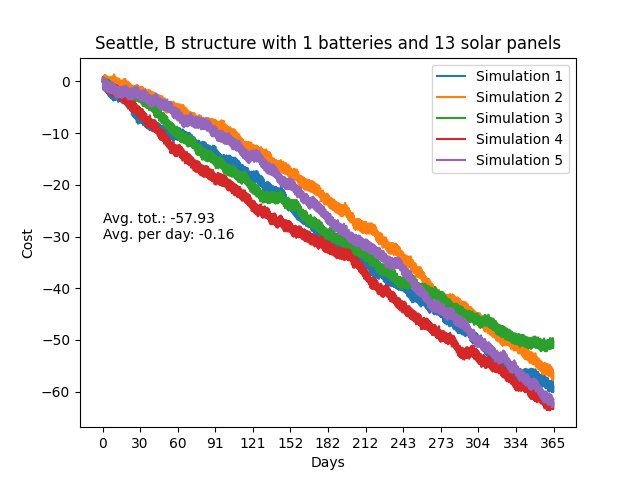 Seattle, B structure with 1 batteries and 13 solar panels
Simulation 1
Simulation 2
Simulation 3
Simulation 4
Simulation 5
Avg. tot.: -57.93
Avg. per day: -0.16
Cost
0
−10
−20
−30
−40
−50
−60
0 30 60 91 121 152 182 212 243 273 304 334 365
Days